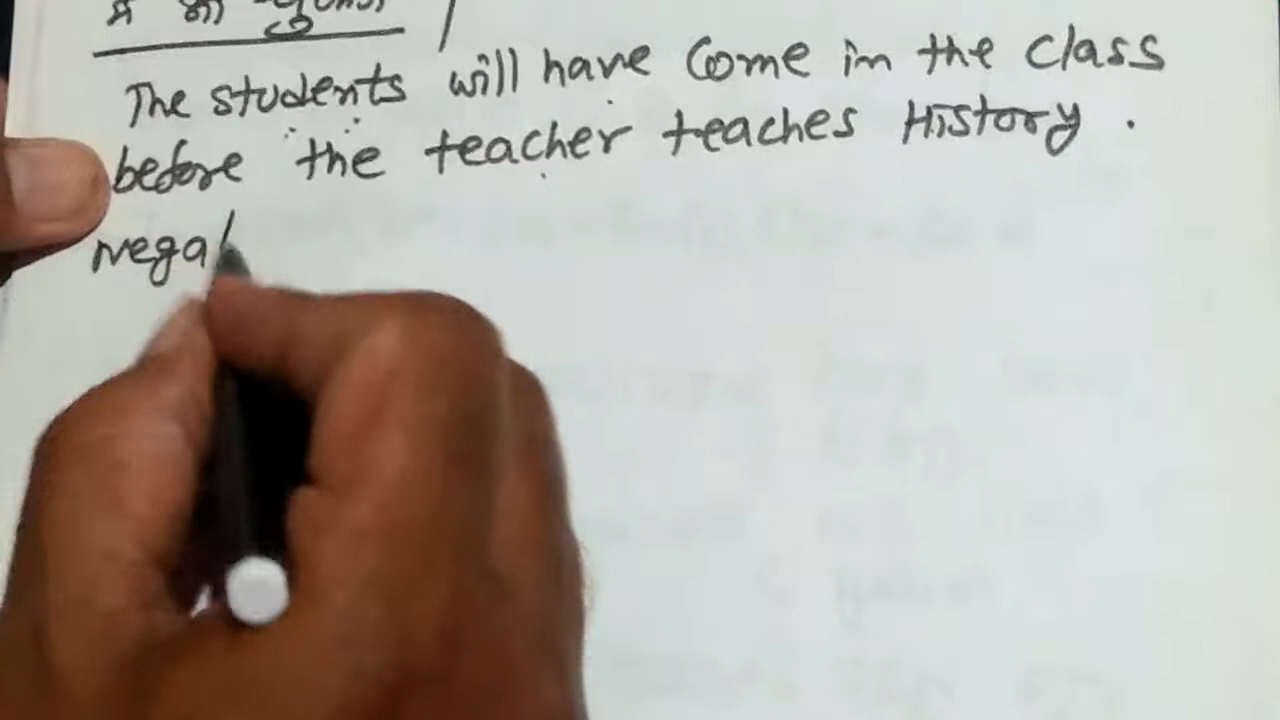 The students will have Come in the Class
before the teacher teaches History.
nega